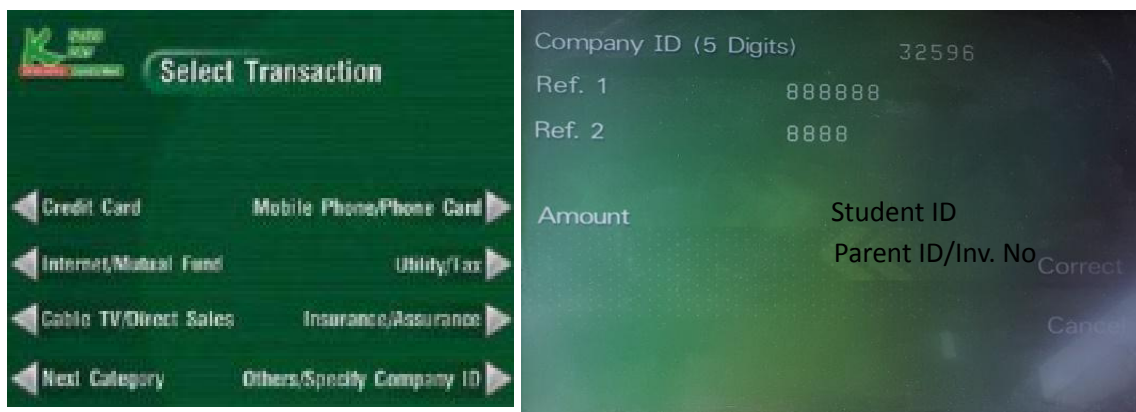 Select Transaction
Credit Card
Mobile Phone/Phone Card
Internet/Mutual Fund
Utility/Tax
Cable TV/Direct Sales
Insurance/Assurance
Next Category
Others/Specify Company ID
Company ID (5 Digits) 32596
Ref. 1 888888
Ref. 2 8888
Amount
Student ID
Parent ID/Inv. No
Correct
Cancel